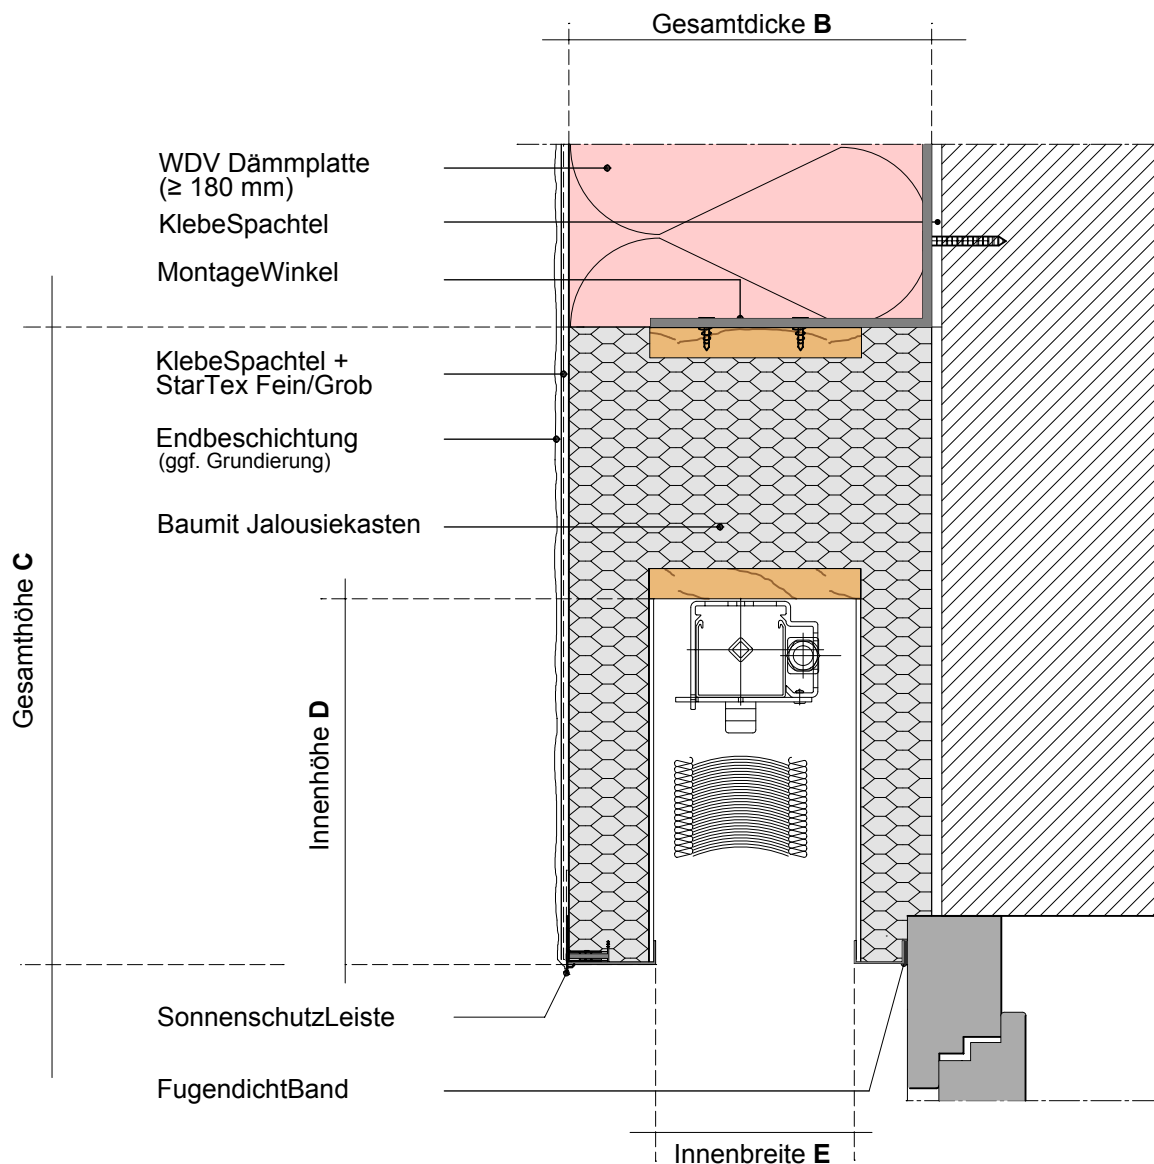 Gesamtdicke B
WDV Dämmplatte
(≥ 180 mm)
KlebeSpachtel
MontageWinkel
KlebeSpachtel +
StarTex Fein/Grob
Endbeschichtung
(ggf. Grundierung)
Baumit Jalousiekasten
Gesamthöhe C
Innenhöhe D
SonnenschutzLeiste
FugendichtBand
Innenbreite E